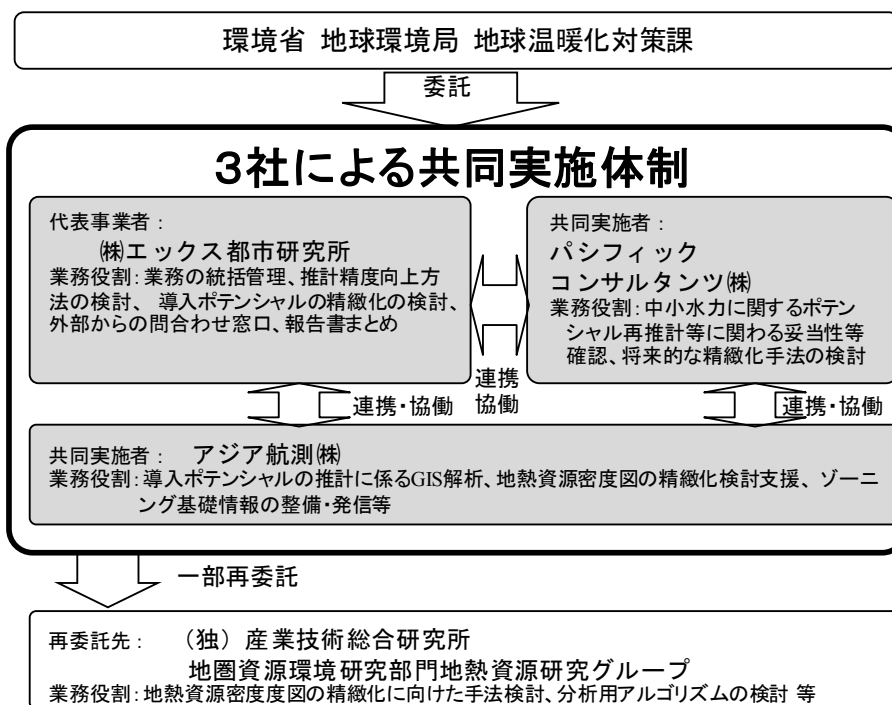 環境省 地球環境局 地球温暖化対策課
委託
３社による共同実施体制
代表事業者：
㈱エックス都市研究所
業務役割：業務の統括管理、推計精度向上方
法の検討、 導入ポテンシャルの精緻化の検討、
外部からの問合わせ窓口、報告書まとめ
連携
協働
共同実施者：
パシフィック
コンサルタンツ㈱
業務役割：中小水力に関するポテン
シャル再推計等に関わる妥当性等
確認、将来的な精緻化手法の検討
連携・協働
連携・協働
共同実施者： アジア航測㈱
業務役割：導入ポテンシャルの推計に係るGIS解析、地熱資源密度図の精緻化検討支援、ゾーニ
ング基礎情報の整備・発信等
一部再委託
再委託先： （独）産業技術総合研究所
地圏資源環境研究部門地熱資源研究グループ
業務役割：地熱資源密度度図の精緻化に向けた手法検討、分析用アルゴリズムの検討 等